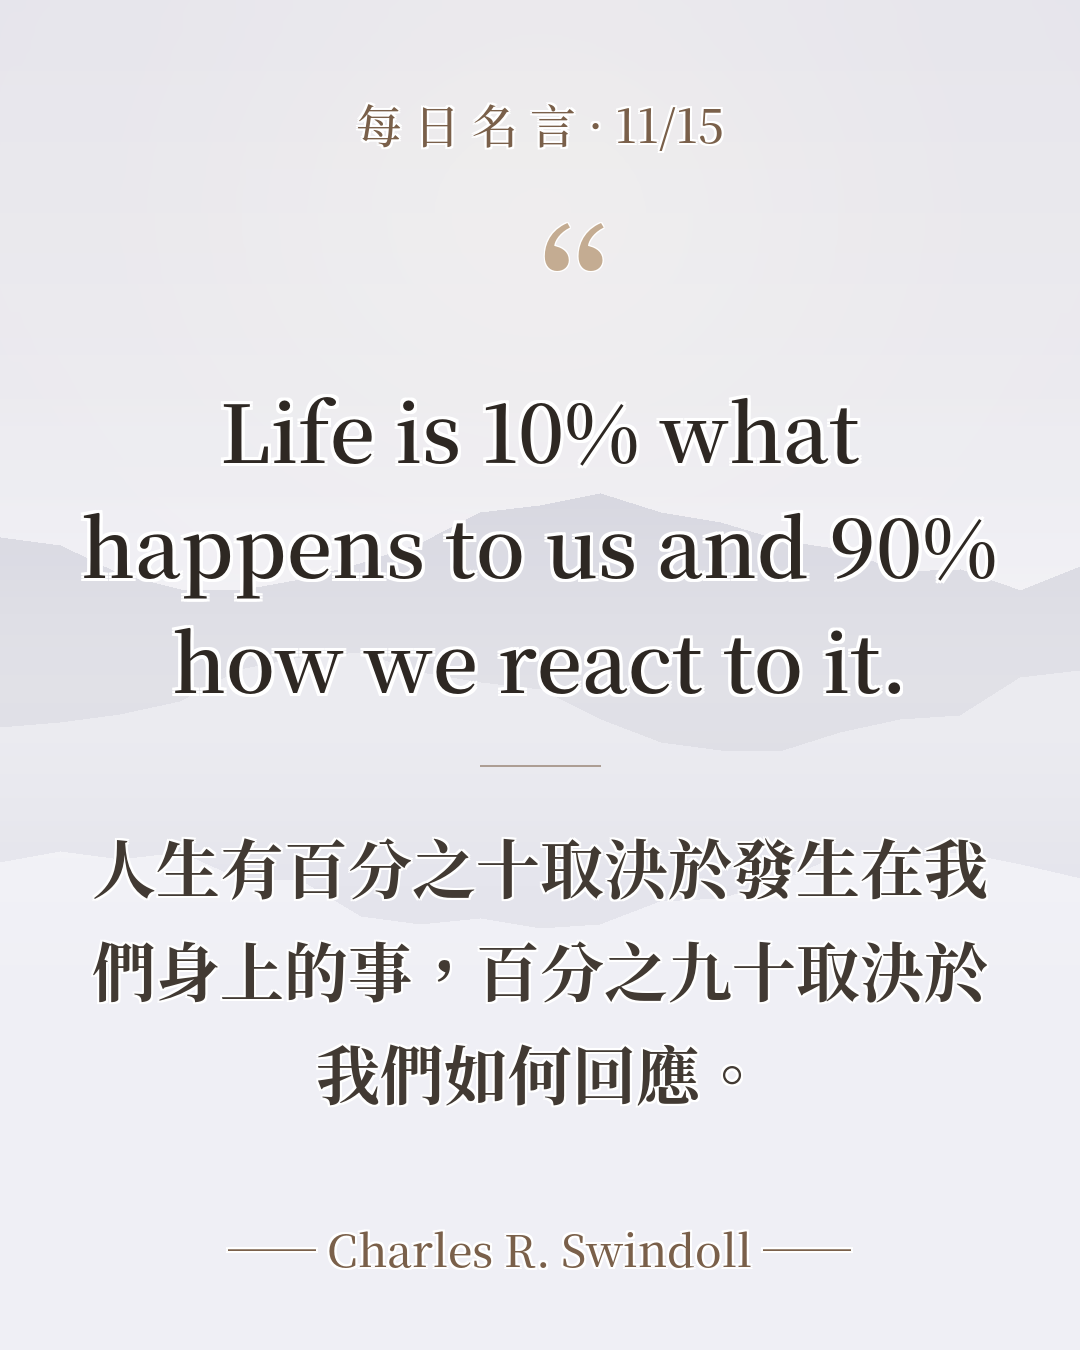 每日名言·11/15
“
Life is 10% what
happens to us and 90%
how we react to it.
人生有百分之十取決於發生在我
們身上的事，百分之九十取決於
我們如何回應。
—— Charles R. Swindoll ——